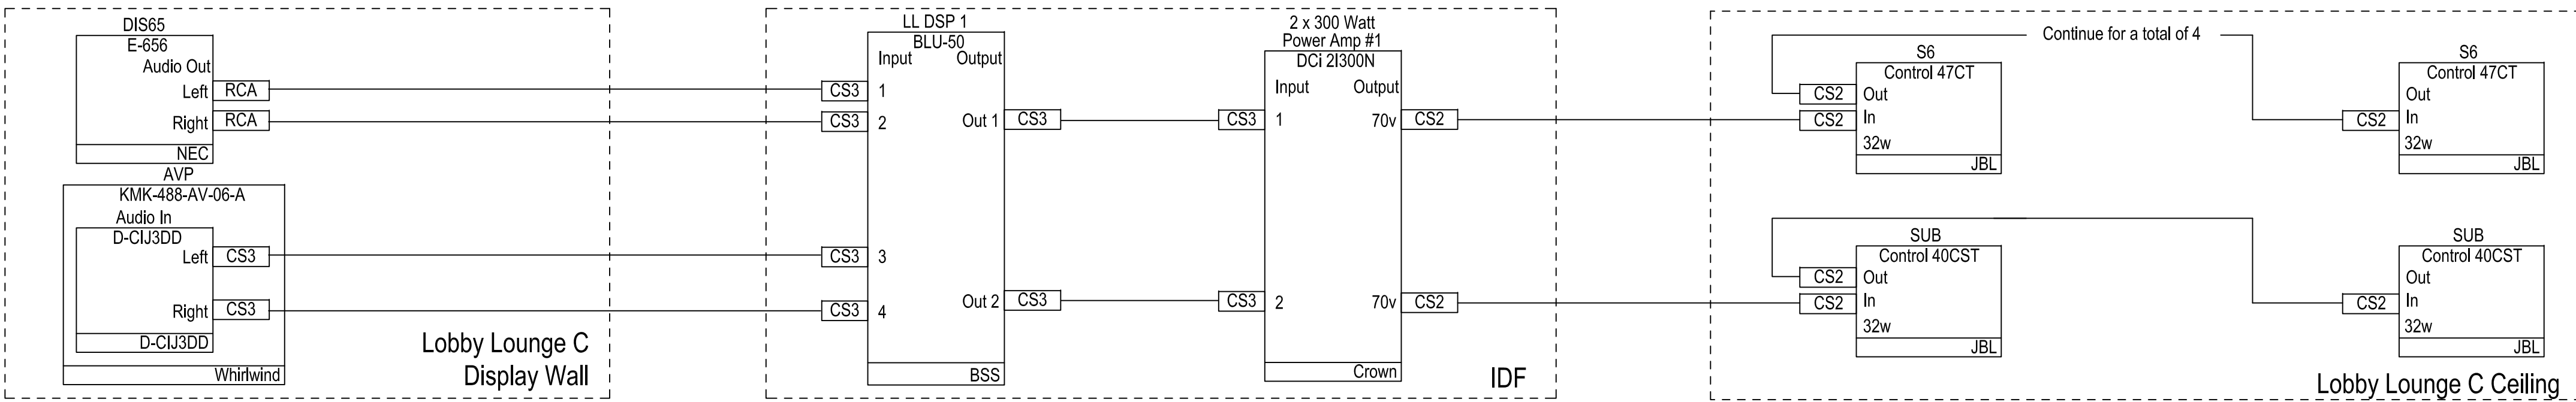 DIS65
E-656
Audio Out
Left RCA
Right RCA
NEC
AVP
KMK-488-AV-06-A
Audio In
D-CIJ3DD
Left CS3
Right CS3
D-CIJ3DD
Whirlwind
Lobby Lounge C
Display Wall
LL DSP 1
BLU-50
Input Output
CS3 1
CS3 2
Out 1 CS3
CS3 3
Out 2 CS3
CS3 4
BSS
2 x 300 Watt
Power Amp #1
DCi 2I300N
Input Output
CS3 1 70v CS2
CS3 2 70v CS2
Crown
IDF
Continue for a total of 4
S6
Control 47CT
CS2 Out
CS2 In
32w
JBL
S6
Control 47CT
Out
CS2 In
32w
JBL
SUB
Control 40CST
CS2 Out
CS2 In
32w
JBL
SUB
Control 40CST
Out
CS2 In
32w
JBL
Lobby Lounge C Ceiling